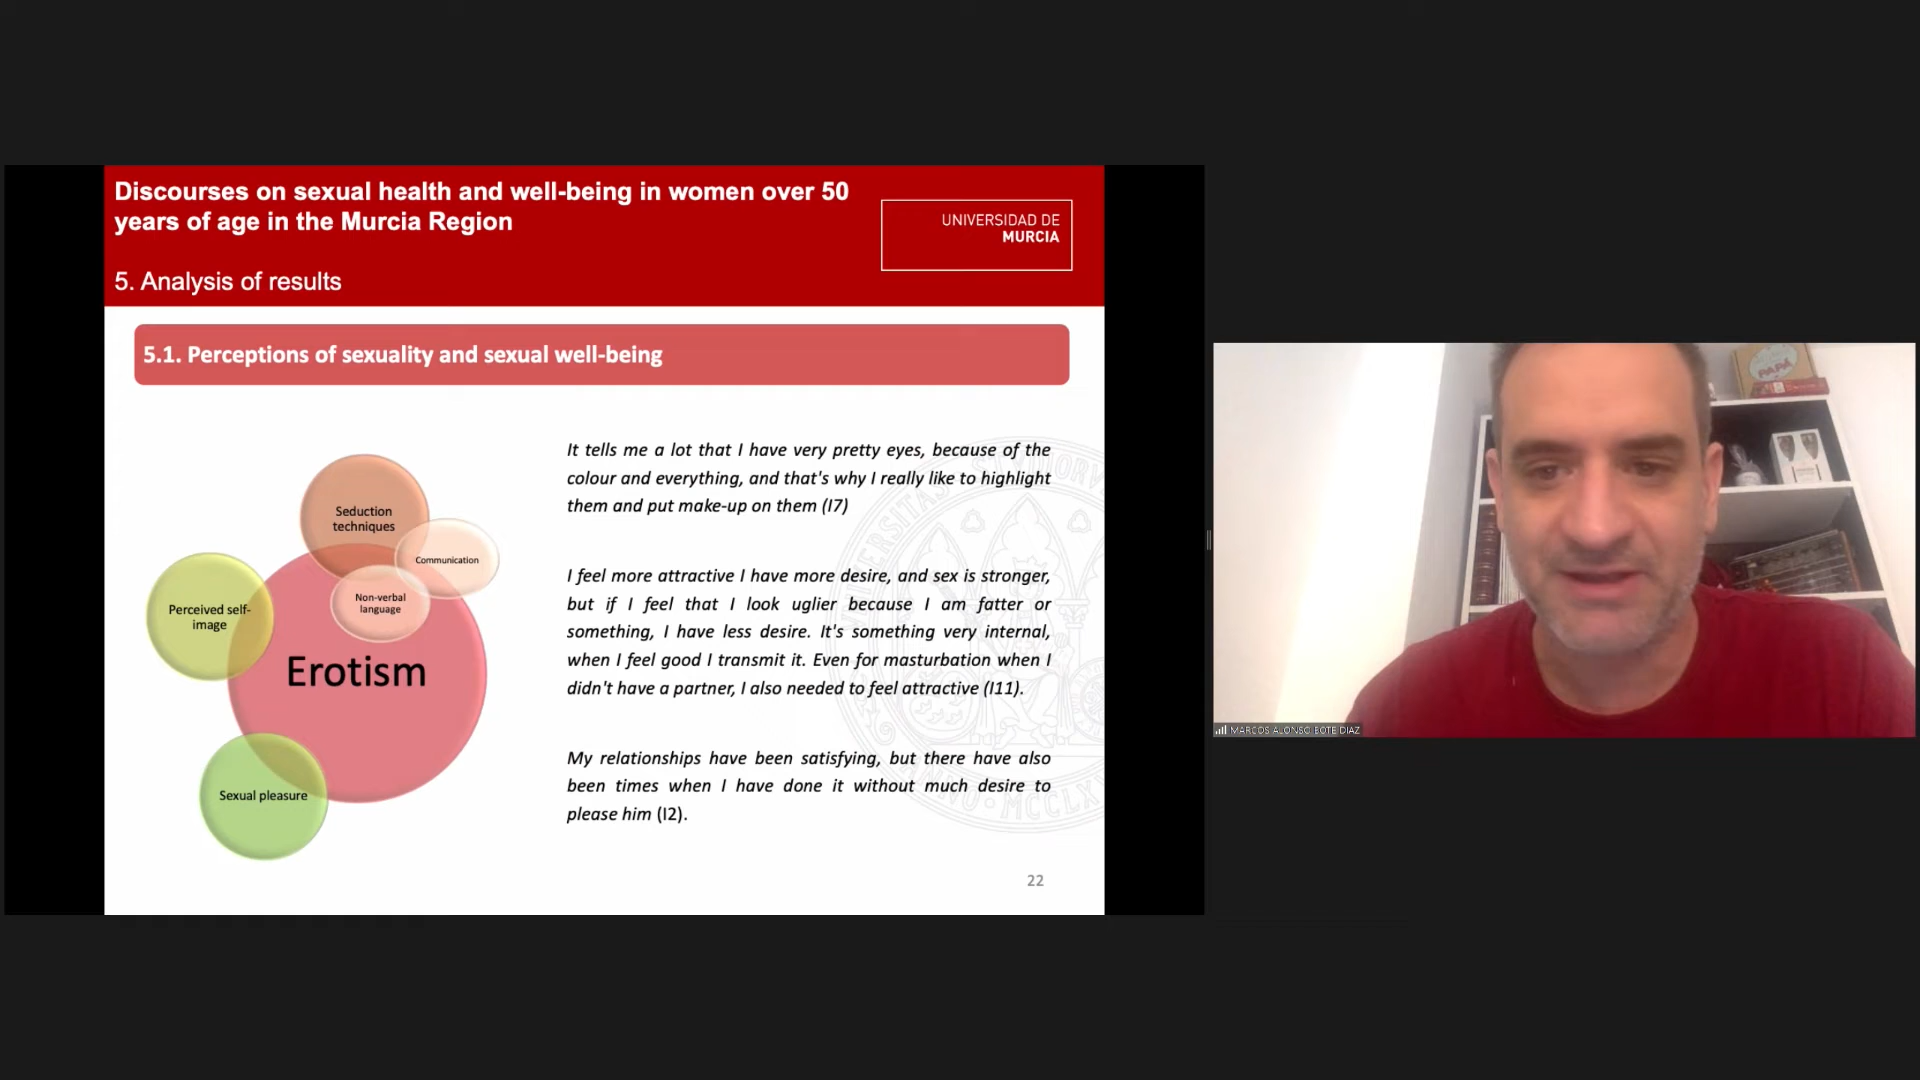 Discourses on sexual health and well-being in women over 50
years of age in the Murcia Region
5. Analysis of results
UNIVERSIDAD DE
MURCIA
5.1. Perceptions of sexuality and sexual well-being
Seduction
techniques
Communication
Non-verbal
language
Perceived self-
image
Erotism
Sexual pleasure
It tells me a lot that I have very pretty eyes, because of the
colour and everything, and that's why I really like to highlight
them and put make-up on them (I7)
I feel more attractive I have more desire, and sex is stronger,
but if I feel that I look uglier because I am fatter or
something, I have less desire. It's something very internal,
when I feel good I transmit it. Even for masturbation when I
didn't have a partner, I also needed to feel attractive (I11).
My relationships have been satisfying, but there have also
been times when I have done it without much desire to
please him (I2).
22
PAPÁ
MARCOS ALONSO BOTE DIAZ